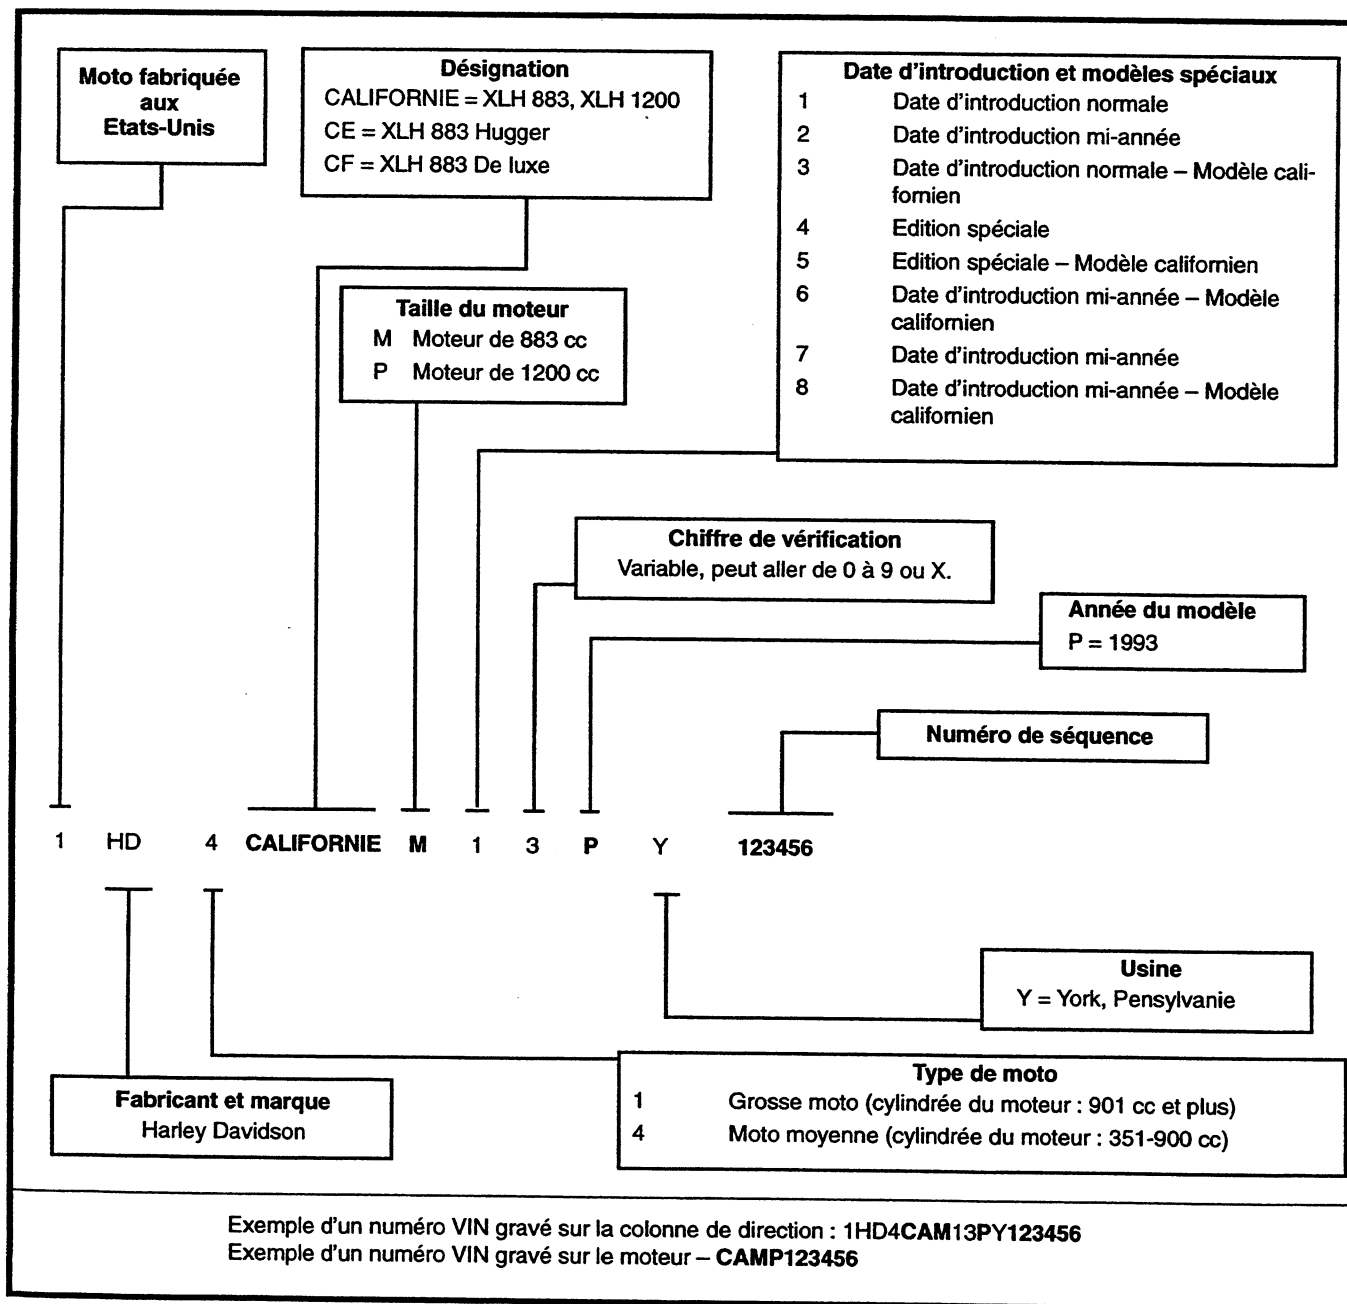 Moto fabriquée
aux
Etats-Unis
Désignation
CALIFORNIE = XLH 883, XLH 1200
CE = XLH 883 Hugger
CF = XLH 883 De luxe
Date d'introduction et modèles spéciaux
1 Date d'introduction normale
2 Date d'introduction mi-année
3 Date d'introduction normale – Modèle cali-
fornien
4 Edition spéciale
5 Edition spéciale – Modèle californien
6 Date d'introduction mi-année – Modèle
californien
7 Date d'introduction mi-année
8 Date d'introduction mi-année – Modèle
californien
Taille du moteur
M Moteur de 883 cc
P Moteur de 1200 cc
Chiffre de vérification
Variable, peut aller de 0 à 9 ou X.
Année du modèle
P = 1993
Numéro de séquence
1 HD 4 CALIFORNIE M 1 3 P Y 123456
Usine
Y = York, Pensylvanie
Type de moto
1 Grosse moto (cylindrée du moteur : 901 cc et plus)
4 Moto moyenne (cylindrée du moteur : 351-900 cc)
Fabricant et marque
Harley Davidson
Exemple d'un numéro VIN gravé sur la colonne de direction : 1HD4CAM13PY123456
Exemple d'un numéro VIN gravé sur le moteur – CAMP123456